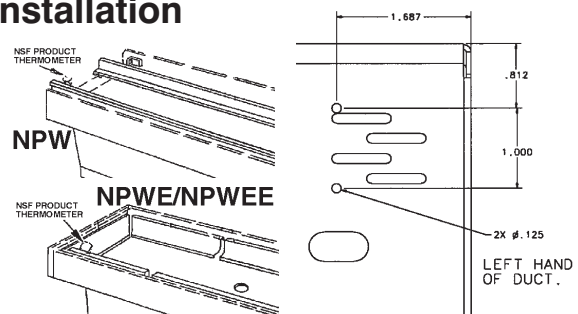 nstallation
NSF PRODUCT
THERMOMETER
NPW
NPWE/NPWEE
NSF PRODUCT
THERMOMETER
1.687
.812
1.000
2X ø.125
LEFT HAND
OF DUCT.